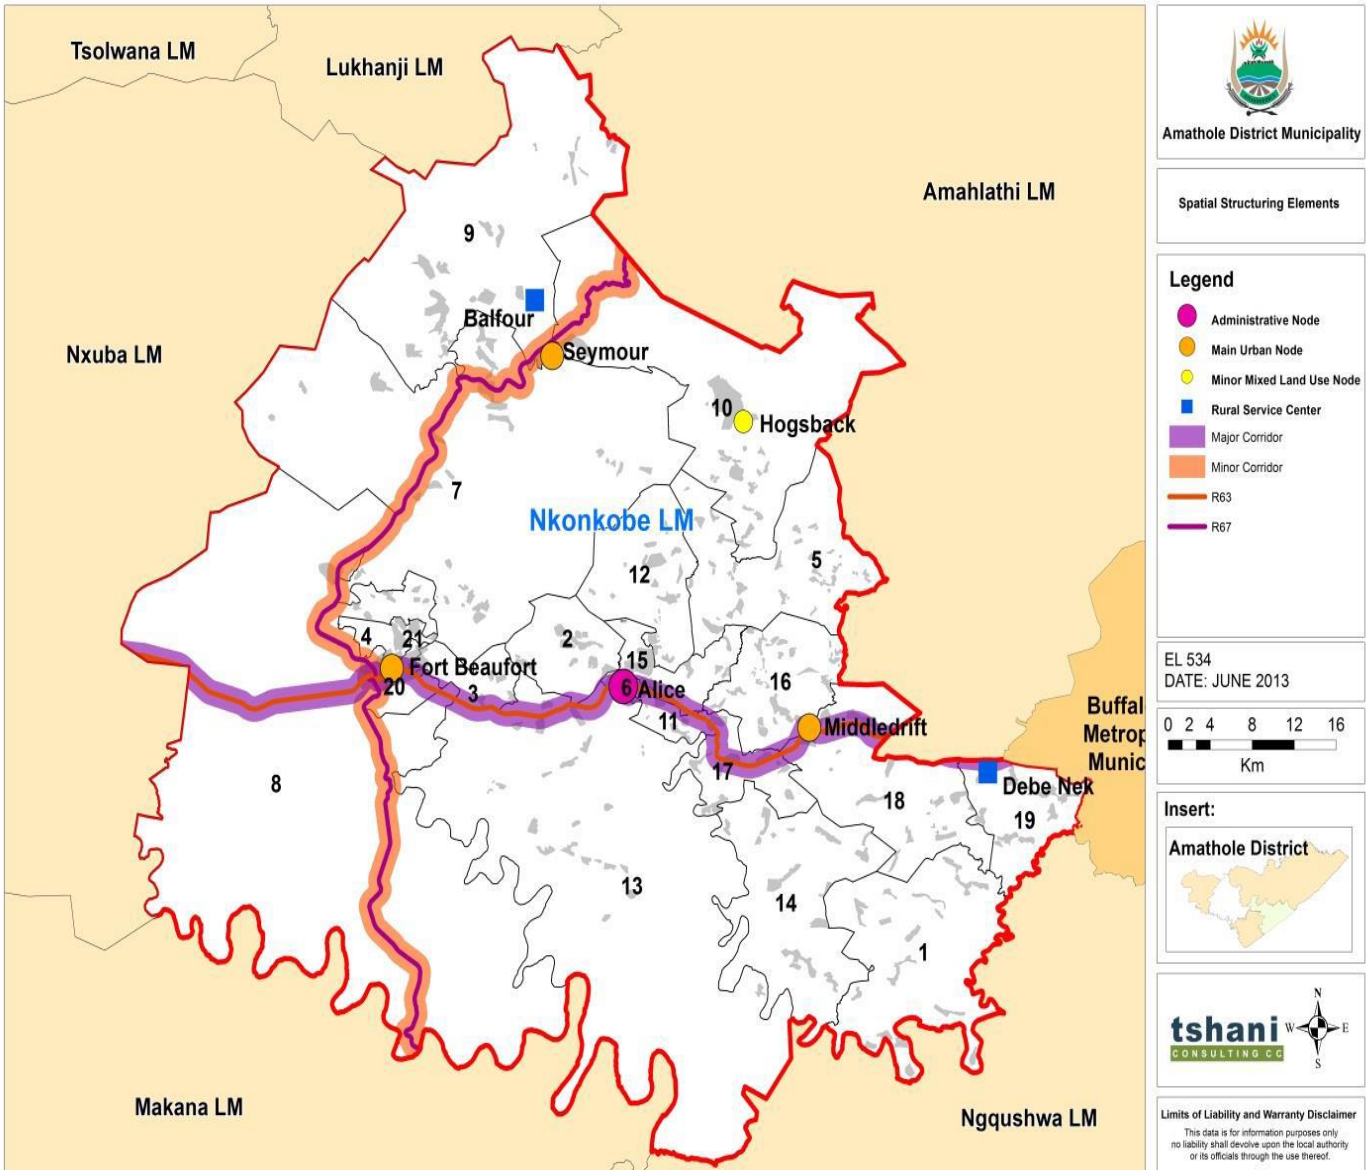 Tsolwana LM
Lukhanji LM
Amahlathi LM
Nxuba LM
9
Balfour
Seymour
10
Hogsback
7
Nkonkobe LM
12
5
4
21
2
15
Fort Beaufort
20
3
6
Alice
11
16
Middledrift
17
8
18
Debe Nek
19
13
14
1
Buffal
Metrop
Munic
Makana LM
Ngqushwa LM
Amathole District Municipality
Spatial Structuring Elements
Legend
Administrative Node
Main Urban Node
Minor Mixed Land Use Node
Rural Service Center
Major Corridor
Minor Corridor
R63
R67
EL 534
DATE: JUNE 2013
0 2 4 8 12 16
Km
Insert:
Amathole District
tshani
CONSULTING CC
N
W E
S
Limits of Liability and Warranty Disclaimer
This data is for information purposes only
no liability shall devolve upon the local authority
or its officials through the use thereof.